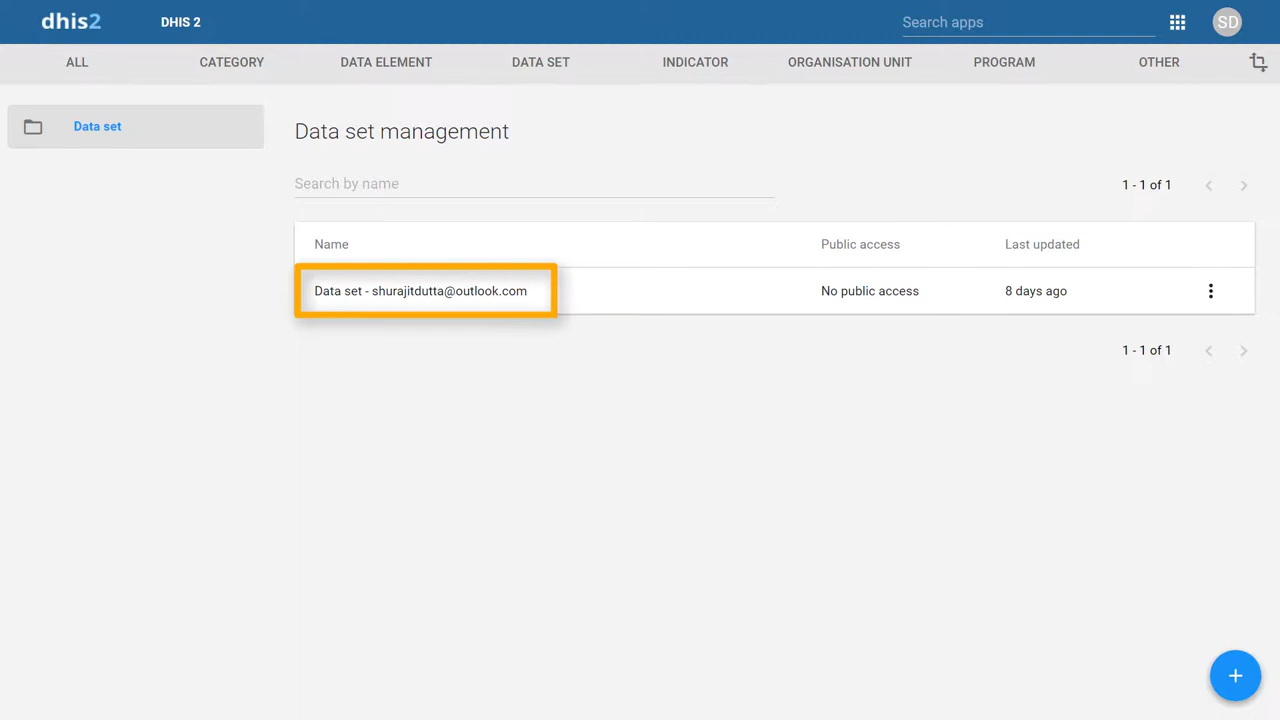 dhis2 DHIS 2 Search apps SD
ALL CATEGORY DATA ELEMENT DATA SET INDICATOR ORGANISATION UNIT PROGRAM OTHER
Data set
Data set management
Search by name
1 - 1 of 1
Name Public access Last updated
Data set - shurajitdutta@outlook.com No public access 8 days ago
1 - 1 of 1